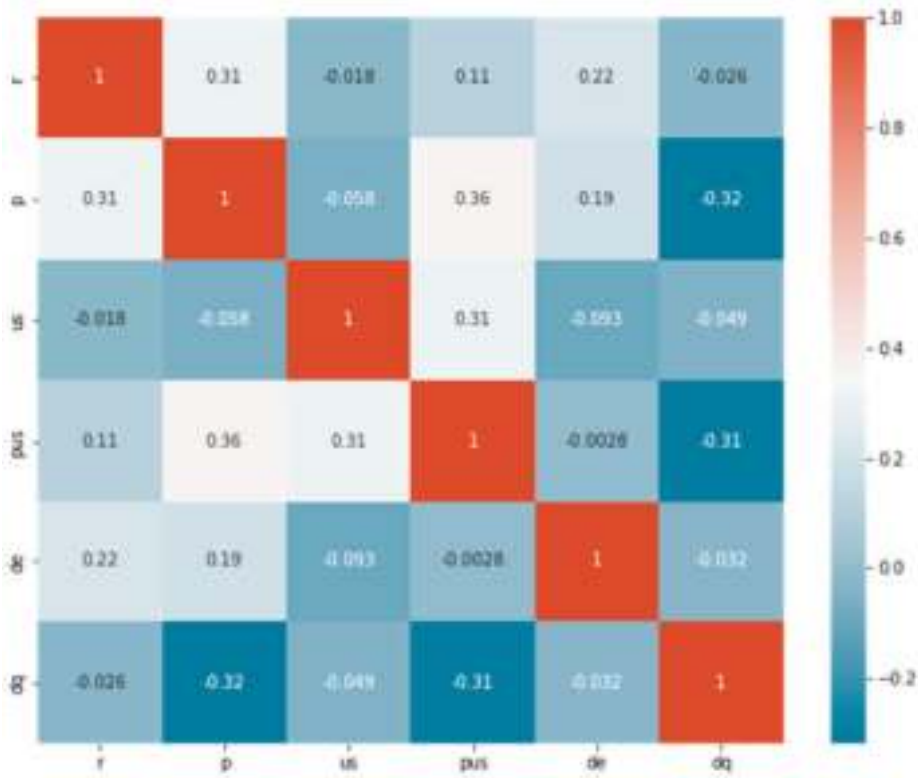 1.0
r 1 0.31 -0.018 0.11 0.22 -0.026
0.8
p 0.31 1 -0.058 0.36 0.19 -0.32
0.6
us -0.018 -0.058 1 0.31 -0.093 -0.049
0.4
pus 0.11 0.36 0.31 1 -0.0028 -0.31
0.2
de 0.22 0.19 -0.093 -0.0028 1 -0.032
0.0
dq -0.026 -0.32 -0.049 -0.31 -0.032 1
-0.2
r p us pus de dq